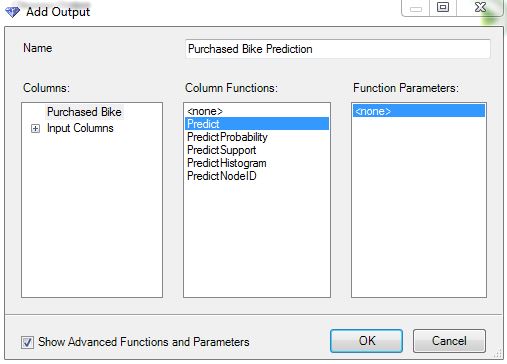 Add Output
Name
Purchased Bike Prediction
Columns:
Column Functions:
Function Parameters:
Purchased Bike
Input Columns
<none>
Predict
PredictProbability
PredictSupport
PredictHistogram
PredictNodeID
<none>
Show Advanced Functions and Parameters
OK
Cancel